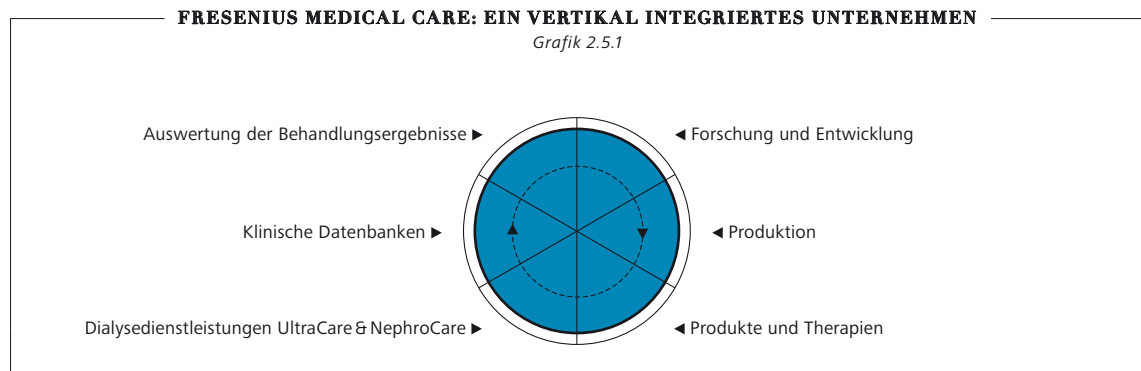 FRESENIUS MEDICAL CARE: EIN VERTIKAL INTEGRIERTES UNTERNEHMEN
Grafik 2.5.1
Auswertung der Behandlungsergebnisse
Forschung und Entwicklung
Klinische Datenbanken
Produktion
Dialysedienstleistungen UltraCare & NephroCare
Produkte und Therapien